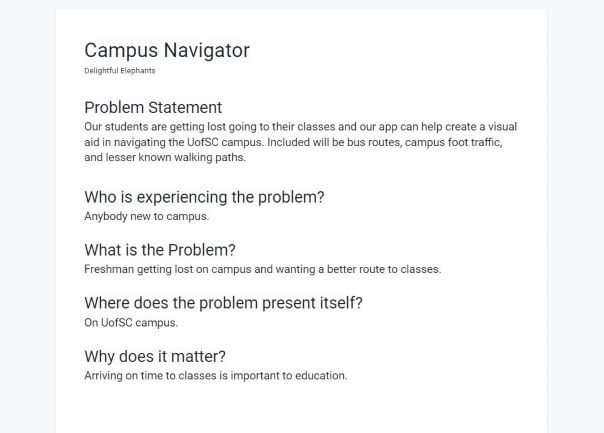 Campus Navigator
Delightful Elephants
Problem Statement
Our students are getting lost going to their classes and our app can help create a visual
aid in navigating the UofSC campus. Included will be bus routes, campus foot traffic,
and lesser known walking paths.
Who is experiencing the problem?
Anybody new to campus.
What is the Problem?
Freshman getting lost on campus and wanting a better route to classes.
Where does the problem present itself?
On UofSC campus.
Why does it matter?
Arriving on time to classes is important to education.